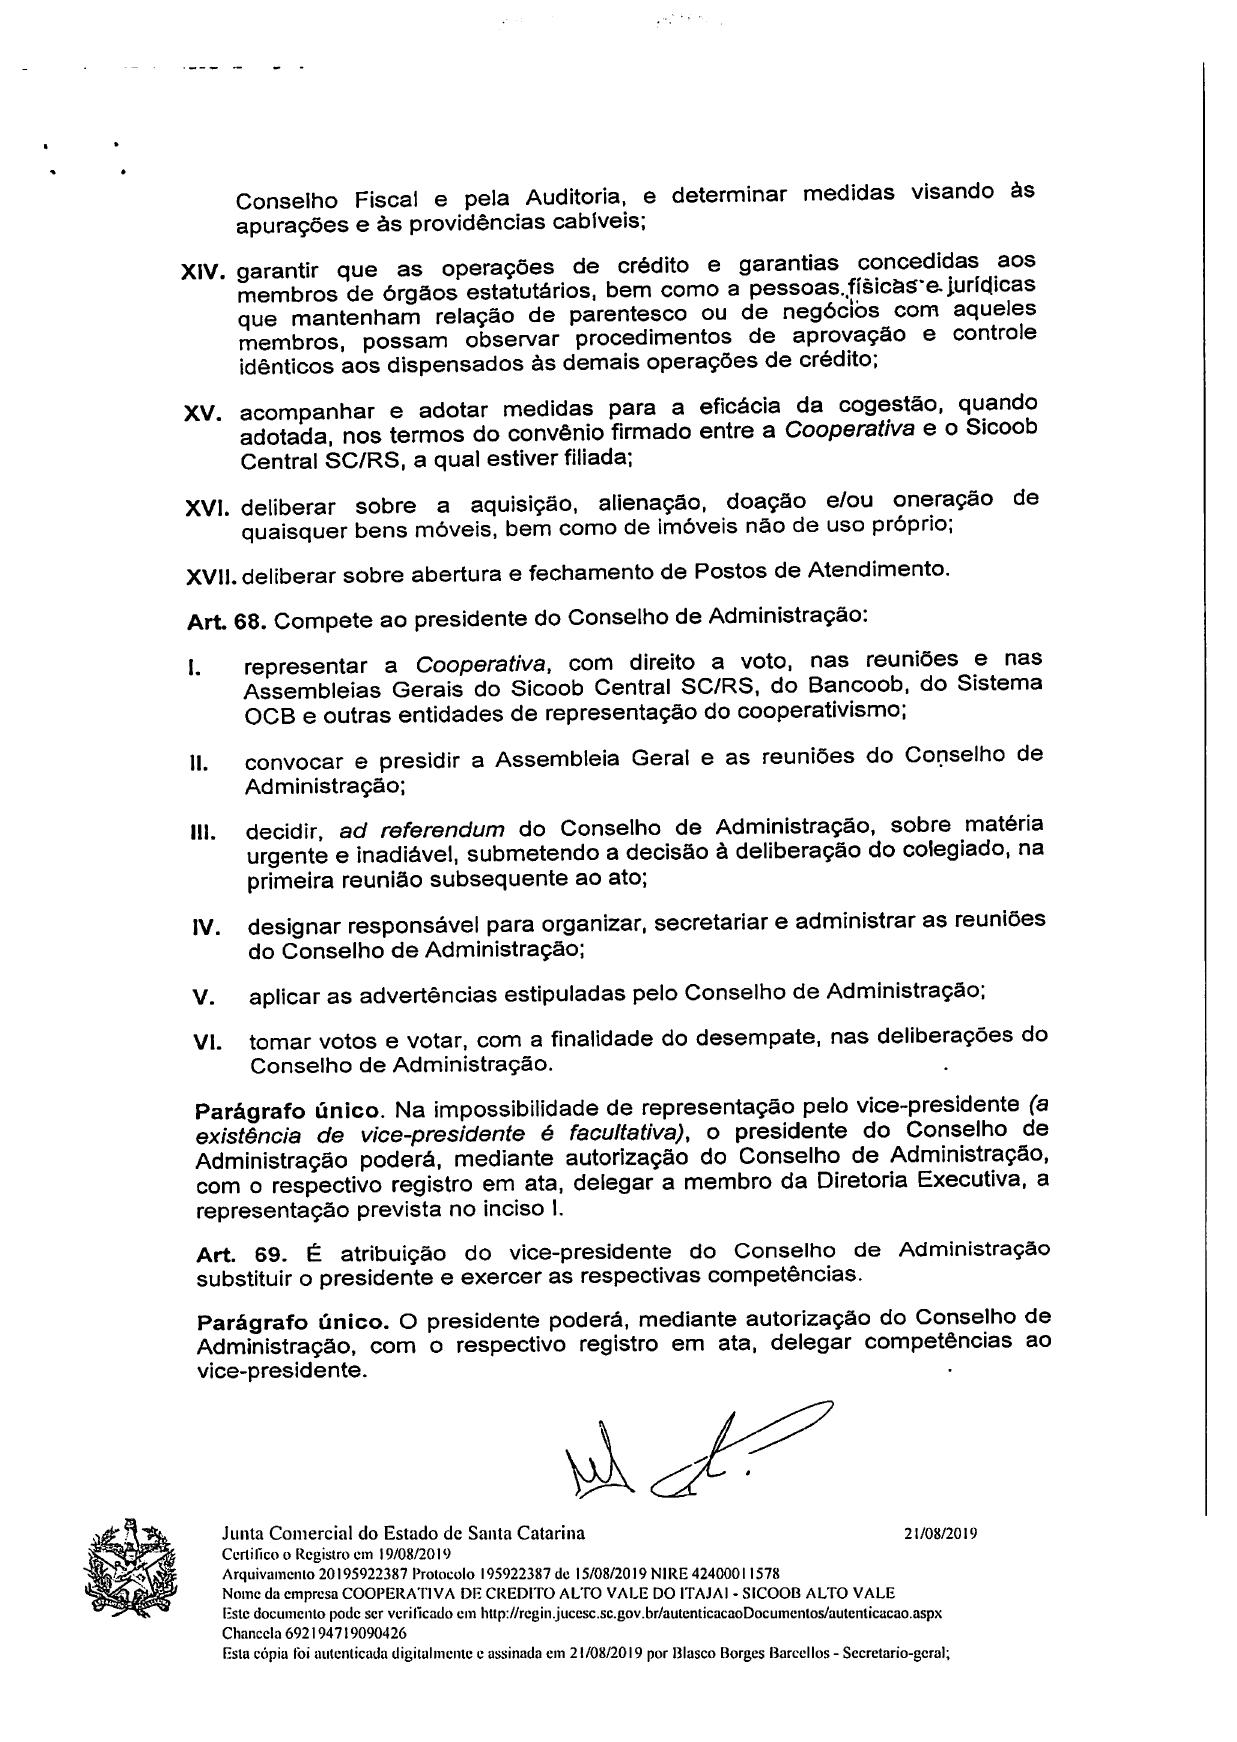 Conselho Fiscal e pela Auditoria, e determinar medidas visando às
apurações e às providências cabíveis;
XIV. garantir que as operações de crédito e garantias concedidas aos
membros de órgãos estatutários, bem como a pessoas físicas e jurídicas
que mantenham relação de parentesco ou de negócios com aqueles
membros, possam observar procedimentos de aprovação e controle
idênticos aos dispensados às demais operações de crédito;
XV. acompanhar e adotar medidas para a eficácia da cogestão, quando
adotada, nos termos do convênio firmado entre a Cooperativa e o Sicoob
Central SC/RS, a qual estiver filiada;
XVI. deliberar sobre a aquisição, alienação, doação e/ou oneração de
quaisquer bens móveis, bem como de imóveis não de uso próprio;
XVII. deliberar sobre abertura e fechamento de Postos de Atendimento.
Art. 68. Compete ao presidente do Conselho de Administração:
I. representar a Cooperativa, com direito a voto, nas reuniões e nas
Assembleias Gerais do Sicoob Central SC/RS, do Bancoob, do Sistema
OCB e outras entidades de representação do cooperativismo;
II. convocar e presidir a Assembleia Geral e as reuniões do Conselho de
Administração;
III. decidir, ad referendum do Conselho de Administração, sobre matéria
urgente e inadiável, submetendo a decisão à deliberação do colegiado, na
primeira reunião subsequente ao ato;
IV. designar responsável para organizar, secretariar e administrar as reuniões
do Conselho de Administração;
V. aplicar as advertências estipuladas pelo Conselho de Administração;
VI. tomar votos e votar, com a finalidade do desempate, nas deliberações do
Conselho de Administração.
Parágrafo único. Na impossibilidade de representação pelo vice-presidente (a
existência de vice-presidente é facultativa), o presidente do Conselho de
Administração poderá, mediante autorização do Conselho de Administração,
com o respectivo registro em ata, delegar a membro da Diretoria Executiva, a
representação prevista no inciso I.
Art. 69. É atribuição do vice-presidente do Conselho de Administração
substituir o presidente e exercer as respectivas competências.
Parágrafo único. O presidente poderá, mediante autorização do Conselho de
Administração, com o respectivo registro em ata, delegar competências ao
vice-presidente.
Junta Comercial do Estado de Santa Catarina 21/08/2019
Certifico o Registro em 19/08/2019
Arquivamento 20195922387 Protocolo 195922387 de 15/08/2019 NIRE 42400011578
Nome da empresa COOPERATIVA DE CREDITO ALTO VALE DO ITAJAI - SICOOB ALTO VALE
Este documento pode ser verificado em http://regin.jucesc.sc.gov.br/autenticacaoDocumentos/autenticacao.aspx
Chancela 692194719090426
Esta cópia foi autenticada digitalmente e assinada em 21/08/2019 por Blasco Borges Barcellos - Secretario-geral;